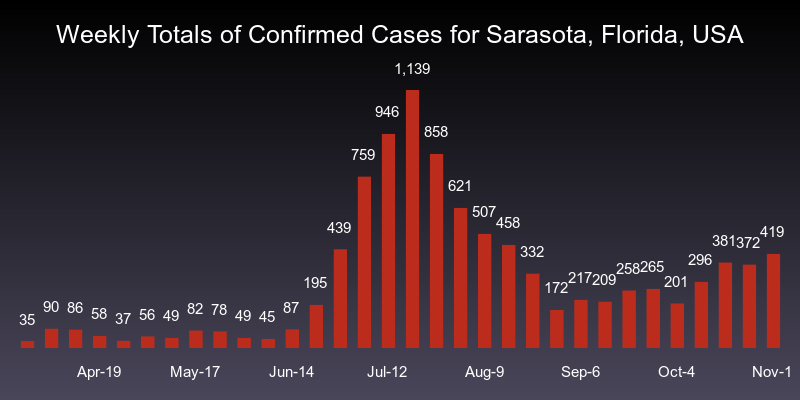 Weekly Totals of Confirmed Cases for Sarasota, Florida, USA
35 90 86 58 37 56 49 82 78 49 45 87 195 439 759 946 1,139 858 621 507 458 332 172 217 209 258 265 201 296 381 372 419
Apr-19 May-17 Jun-14 Jul-12 Aug-9 Sep-6 Oct-4 Nov-1